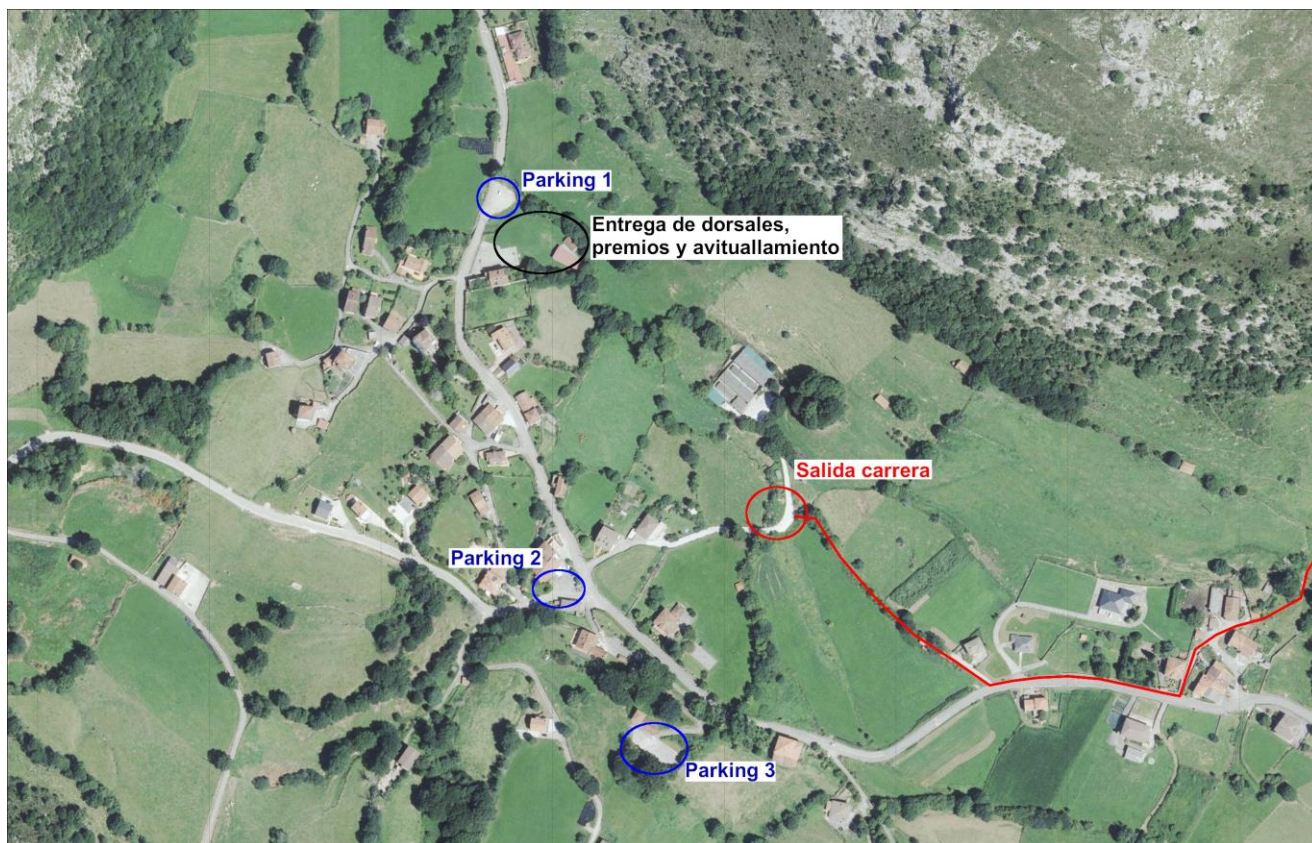 Parking 1
Entrega de dorsales,
premios y avituallamiento
Salida carrera
Parking 2
Parking 3